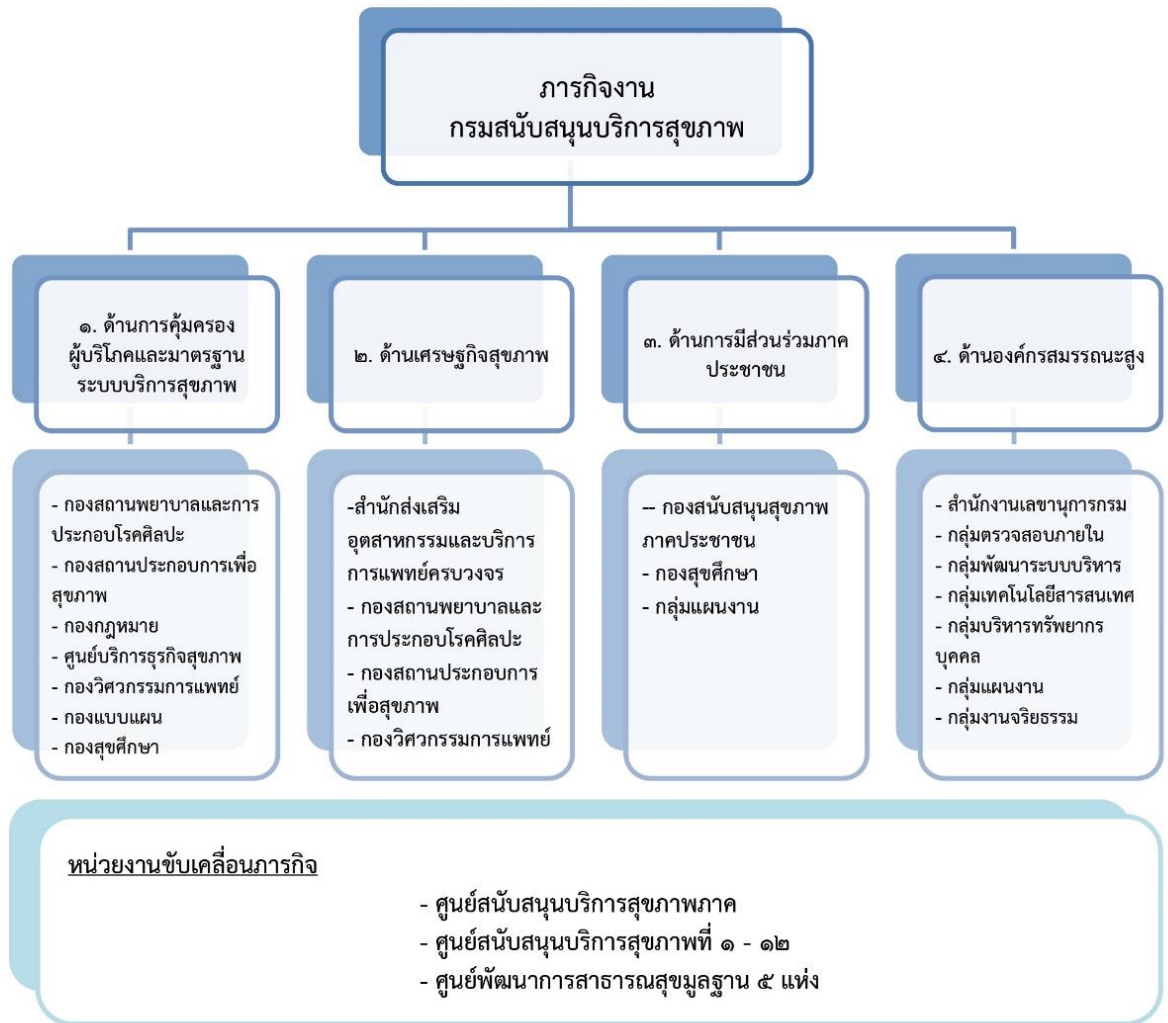 ภารกิจงาน
กรมสนับสนุนบริการสุขภาพ
๑. ด้านการคุ้มครอง
ผู้บริโภคและมาตรฐาน
ระบบบริการสุขภาพ
๒. ด้านเศรษฐกิจสุขภาพ
๓. ด้านการมีส่วนร่วมภาค
ประชาชน
๔. ด้านองค์กรสมรรถนะสูง
- กองสถานพยาบาลและการ
ประกอบโรคศิลปะ
- กองสถานประกอบการเพื่อ
สุขภาพ
- กองกฎหมาย
- ศูนย์บริการธุรกิจสุขภาพ
- กองวิศวกรรมการแพทย์
- กองแบบแผน
- กองสุขศึกษา
-สำนักส่งเสริม
อุตสาหกรรมและบริการ
การแพทย์ครบวงจร
- กองสถานพยาบาลและ
การประกอบโรคศิลปะ
- กองสถานประกอบการ
เพื่อสุขภาพ
- กองวิศวกรรมการแพทย์
-- กองสนับสนุนสุขภาพ
ภาคประชาชน
- กองสุขศึกษา
- กลุ่มแผนงาน
- สำนักงานเลขานุการกรม
- กลุ่มตรวจสอบภายใน
- กลุ่มพัฒนาระบบบริหาร
- กลุ่มเทคโนโลยีสารสนเทศ
- กลุ่มบริหารทรัพยากร
บุคคล
- กลุ่มแผนงาน
- กลุ่มงานจริยธรรม
หน่วยงานขับเคลื่อนภารกิจ
- ศูนย์สนับสนุนบริการสุขภาพภาค
- ศูนย์สนับสนุนบริการสุขภาพที่ ๑ - ๑๒
- ศูนย์พัฒนาการสาธารณสุขมูลฐาน ๕ แห่ง